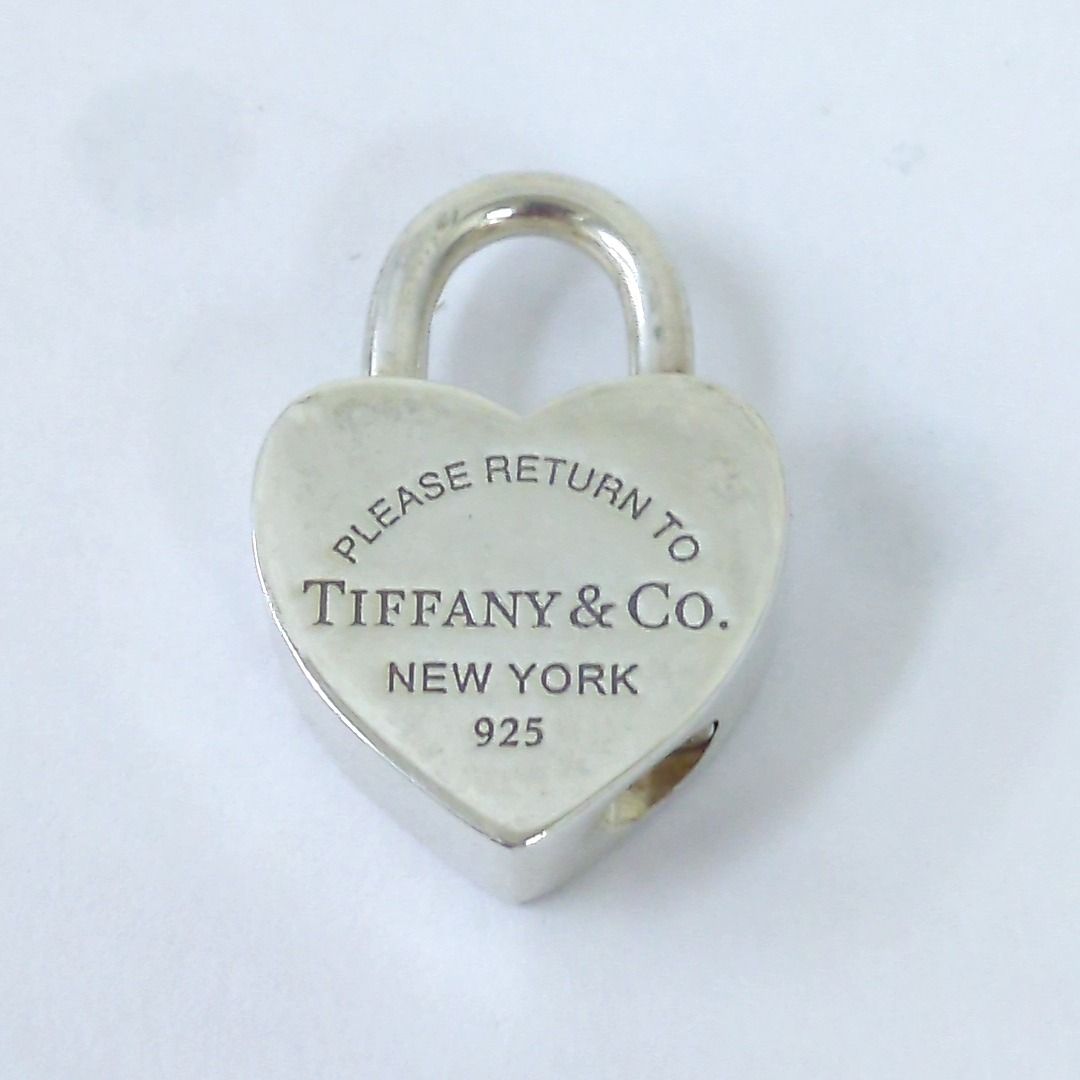 PLEASE RETURN TO
TIFFANY & CO.
NEW YORK
925